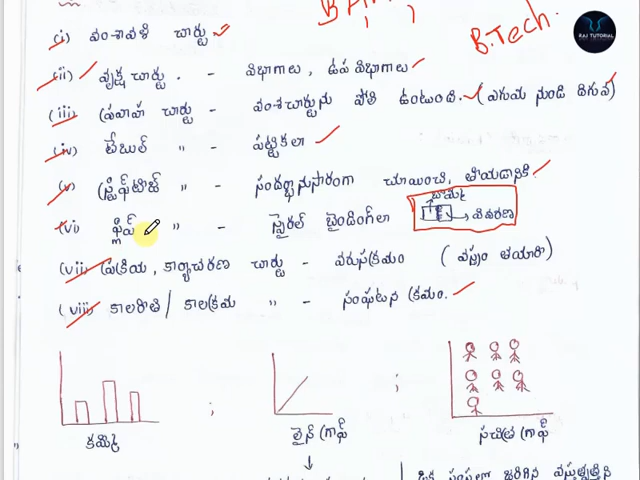 RAJ TUTORIAL
B.Tech.
(i) వంశావళి చార్టు
(ii) వృక్ష చార్టు. - విభాగాలు, ఉప విభాగాలు
(iii) ప్రవాహ చార్టు - వంశచార్టును పోలి ఉంటుంది. (ఎగువ నుండి దిగువ)
(iv) టేబుల్ " - పట్టికలా
(v) స్ట్రిప్‌టీజ్ " - సందర్భానుసారంగా చూయించి, తీయడానికి.
(vi) ఫ్లిప్ " - స్పైరల్ బైండింగ్‌లా బొమ్మ వివరణ
(vii) ప్రక్రియ, కార్యాచరణ చార్టు - వరుసక్రమం (వస్త్రం తయారీ)
(viii) కాలరేఖ / కాలక్రమ " - సంఘటన క్రమం.
; ;
కమ్మీ లైన్ గ్రాఫ్ సచిత్ర గ్రాఫ్